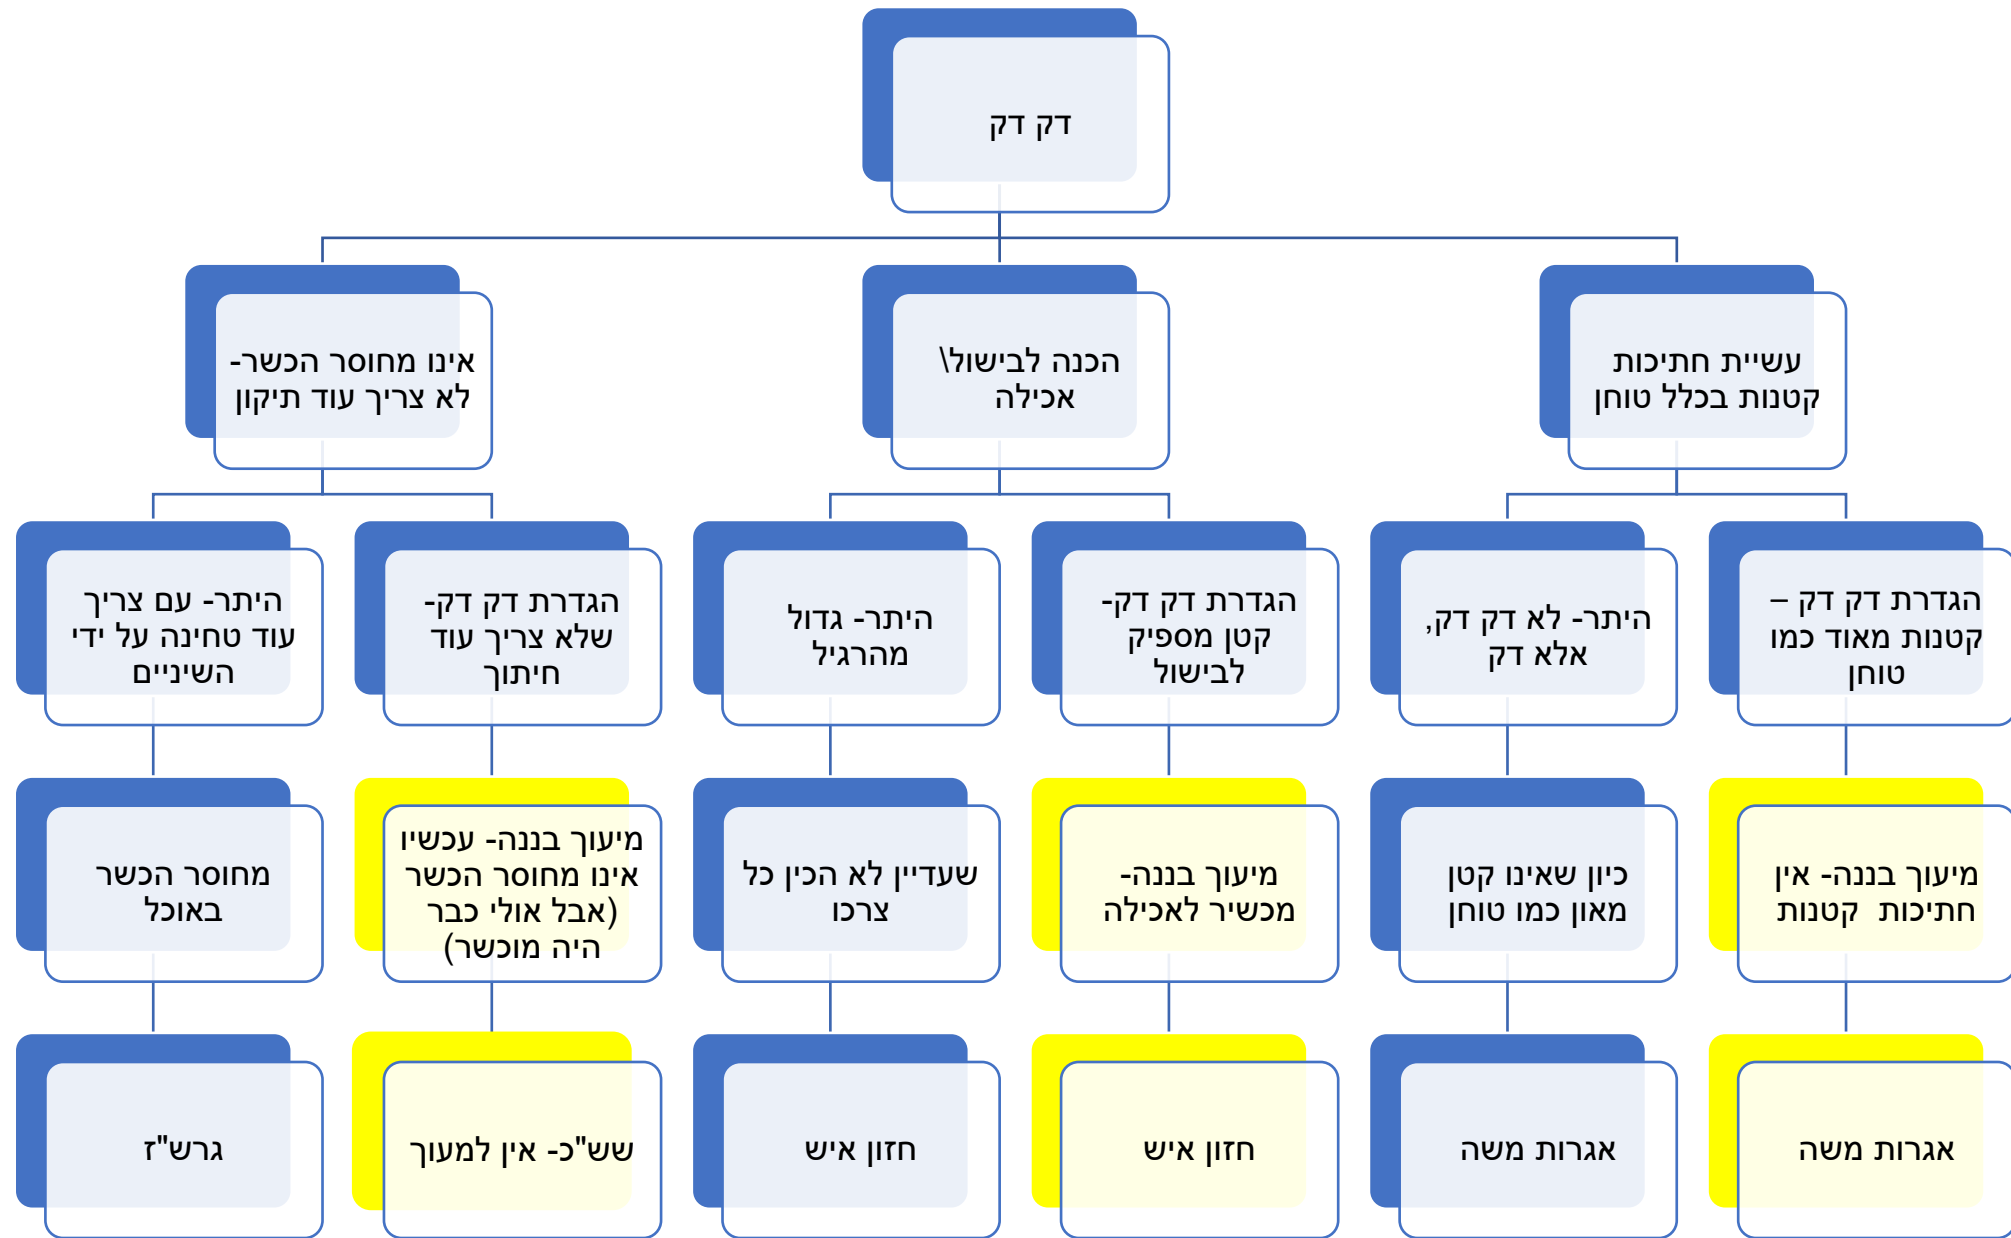 דק דק
עשיית חתיכות
קטנות בכלל טוחן
הכנה לבישול\
אכילה
אינו מחוסר הכשר-
לא צריך עוד תיקון
הגדרת דק דק –
קטנות מאוד כמו
טוחן
היתר- לא דק דק,
אלא דק
הגדרת דק דק-
קטן מספיק
לבישול
היתר- גדול
מהרגיל
הגדרת דק דק-
שלא צריך עוד
חיתוך
היתר- עם צריך
עוד טחינה על ידי
השיניים
מיעוך בננה- אין
חתיכות קטנות
כיון שאינו קטן
מאון כמו טוחן
מיעוך בננה-
מכשיר לאכילה
שעדיין לא הכין כל
צרכו
מיעוך בננה- עכשיו
אינו מחוסר הכשר
(אבל אולי כבר
היה מוכשר)
מחוסר הכשר
באוכל
אגרות משה
אגרות משה
חזון איש
חזון איש
שש"כ- אין למעוך
גרש"ז